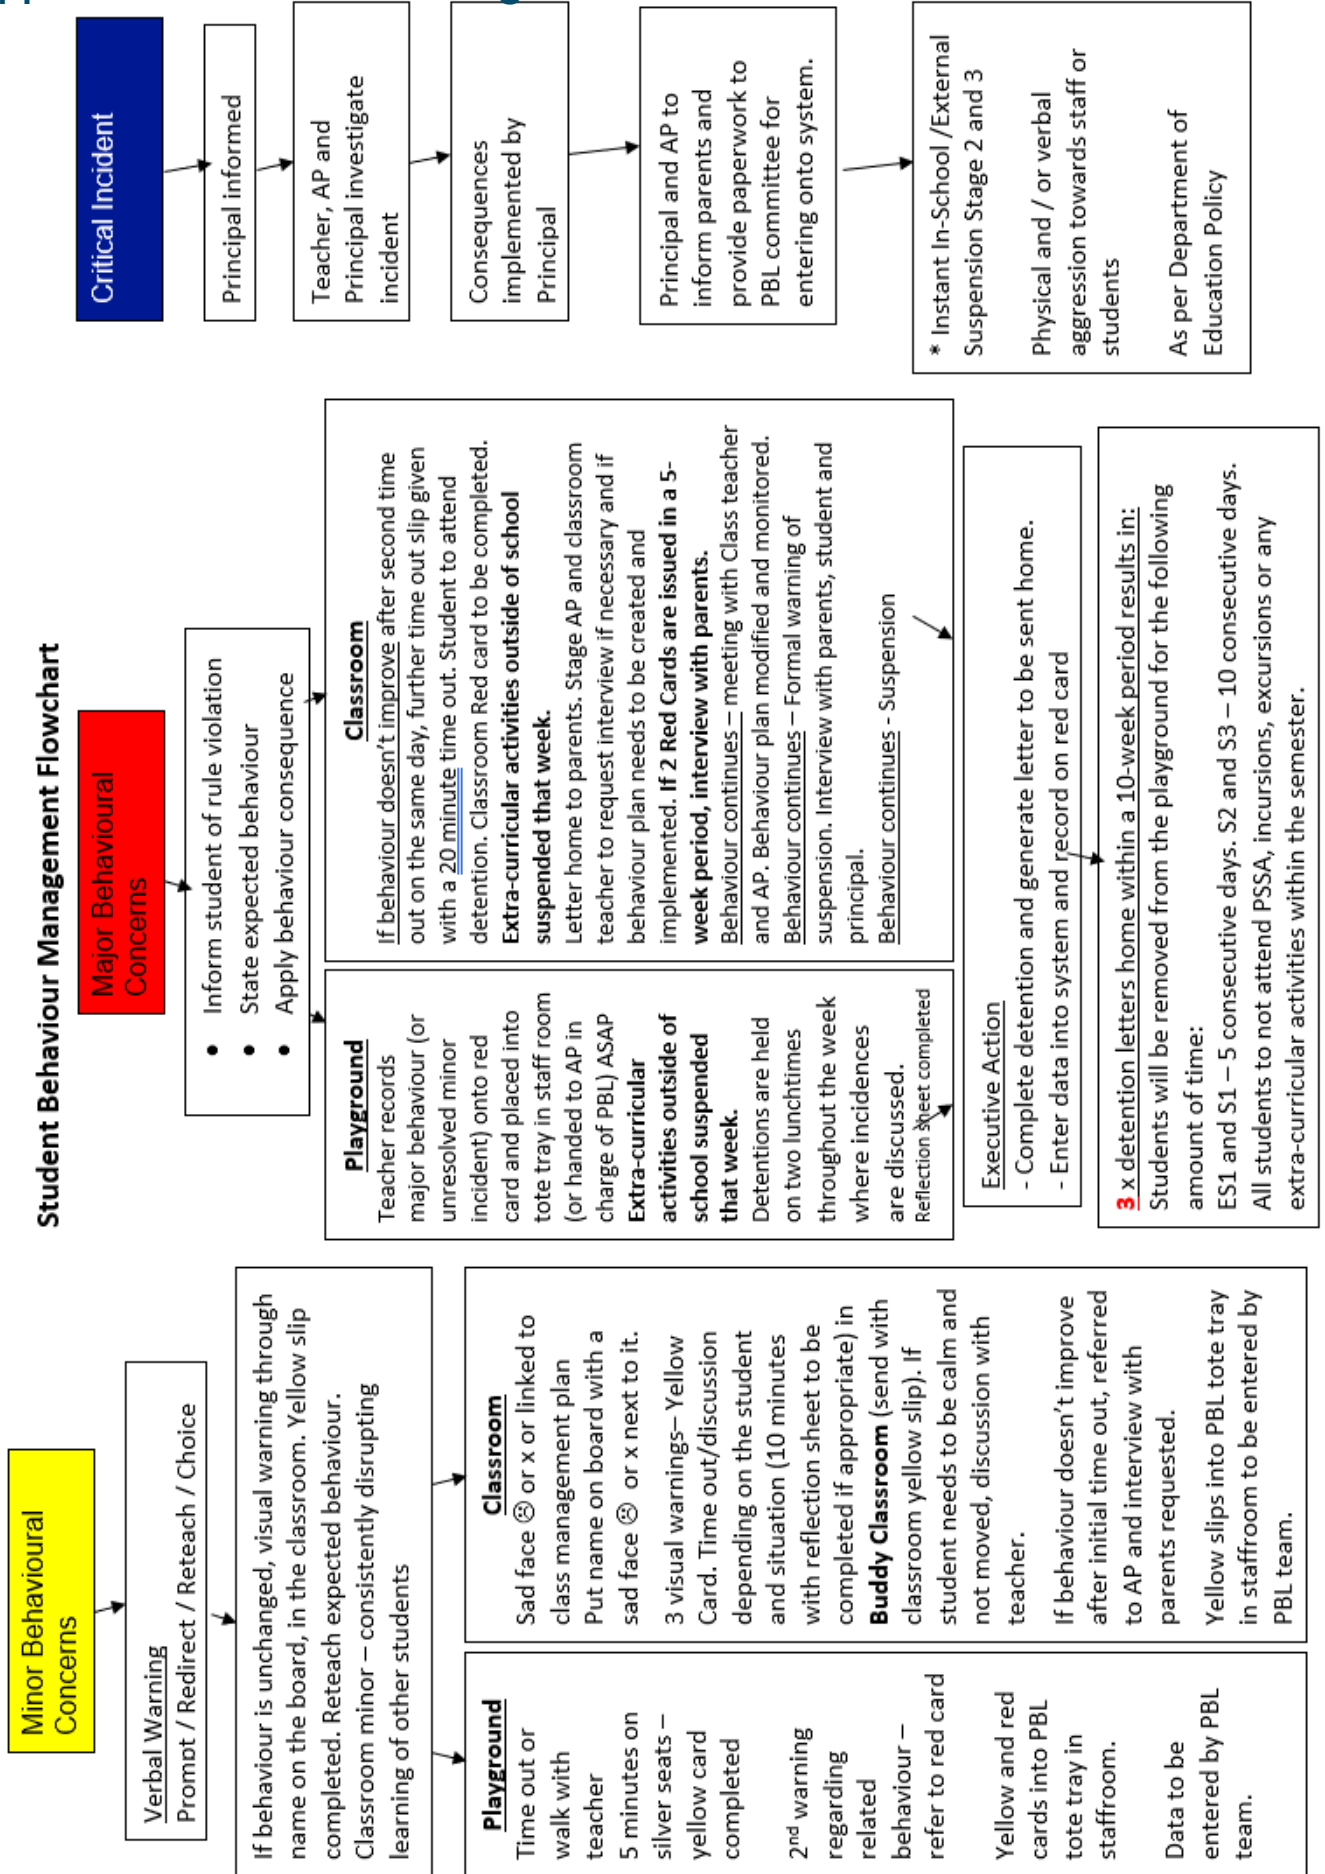 Student Behaviour Management Flowchart
Minor Behavioural
Concerns
Verbal Warning
Prompt / Redirect / Reteach / Choice
If behaviour is unchanged, visual warning through
name on the board, in the classroom. Yellow slip
completed. Reteach expected behaviour.
Classroom minor – consistently disrupting
learning of other students
Playground
Time out or
walk with
teacher
5 minutes on
silver seats –
yellow card
completed
2nd warning
regarding
related
behaviour –
refer to red card
Yellow and red
cards into PBL
tote tray in
staffroom.
Data to be
entered by PBL
team.
Classroom
Sad face ☹ or x or linked to
class management plan
Put name on board with a
sad face ☹ or x next to it.
3 visual warnings– Yellow
Card. Time out/discussion
depending on the student
and situation (10 minutes
with reflection sheet to be
completed if appropriate) in
Buddy Classroom (send with
classroom yellow slip). If
student needs to be calm and
not moved, discussion with
teacher.
If behaviour doesn't improve
after initial time out, referred
to AP and interview with
parents requested.
Yellow slips into PBL tote tray
in staffroom to be entered by
PBL team.
Major Behavioural
Concerns
• Inform student of rule violation
• State expected behaviour
• Apply behaviour consequence
Playground
Teacher records
major behaviour (or
unresolved minor
incident) onto red
card and placed into
tote tray in staff room
(or handed to AP in
charge of PBL) ASAP
Extra-curricular
activities outside of
school suspended
that week.
Detentions are held
on two lunchtimes
throughout the week
where incidences
are discussed.
Reflection sheet completed
Classroom
If behaviour doesn't improve after second time
out on the same day, further time out slip given
with a 20 minute time out. Student to attend
detention. Classroom Red card to be completed.
Extra-curricular activities outside of school
suspended that week.
Letter home to parents. Stage AP and classroom
teacher to request interview if necessary and if
behaviour plan needs to be created and
implemented. If 2 Red Cards are issued in a 5-
week period, interview with parents.
Behaviour continues – meeting with Class teacher
and AP. Behaviour plan modified and monitored.
Behaviour continues – Formal warning of
suspension. Interview with parents, student and
principal.
Behaviour continues - Suspension
Executive Action
- Complete detention and generate letter to be sent home.
- Enter data into system and record on red card
3 x detention letters home within a 10-week period results in:
Students will be removed from the playground for the following
amount of time:
ES1 and S1 – 5 consecutive days. S2 and S3 – 10 consecutive days.
All students to not attend PSSA, incursions, excursions or any
extra-curricular activities within the semester.
Critical Incident
Principal informed
Teacher, AP and
Principal investigate
incident
Consequences
implemented by
Principal
Principal and AP to
inform parents and
provide paperwork to
PBL committee for
entering onto system.
* Instant In-School /External
Suspension Stage 2 and 3
Physical and / or verbal
aggression towards staff or
students
As per Department of
Education Policy